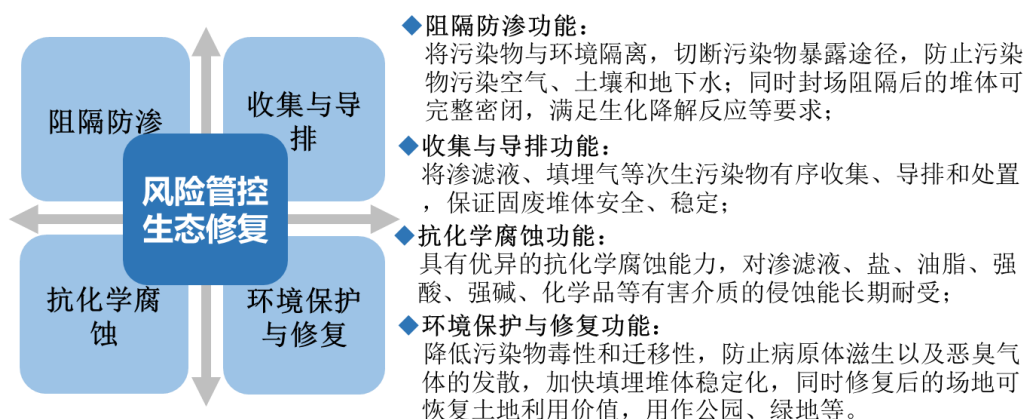 阻隔防渗
收集与导
排
风险管控
生态修复
抗化学腐
蚀
环境保护
与修复
阻隔防渗功能：
将污染物与环境隔离，切断污染物暴露途径，防止污染
物污染空气、土壤和地下水；同时封场阻隔后的堆体可
完整密闭，满足生化降解反应等要求；
收集与导排功能：
将渗滤液、填埋气等次生污染物有序收集、导排和处置
，保证固废堆体安全、稳定；
抗化学腐蚀功能：
具有优异的抗化学腐蚀能力，对渗滤液、盐、油脂、强
酸、强碱、化学品等有害介质的侵蚀能长期耐受；
环境保护与修复功能：
降低污染物毒性和迁移性，防止病原体滋生以及恶臭气
体的发散，加快填埋堆体稳定化，同时修复后的场地可
恢复土地利用价值，用作公园、绿地等。